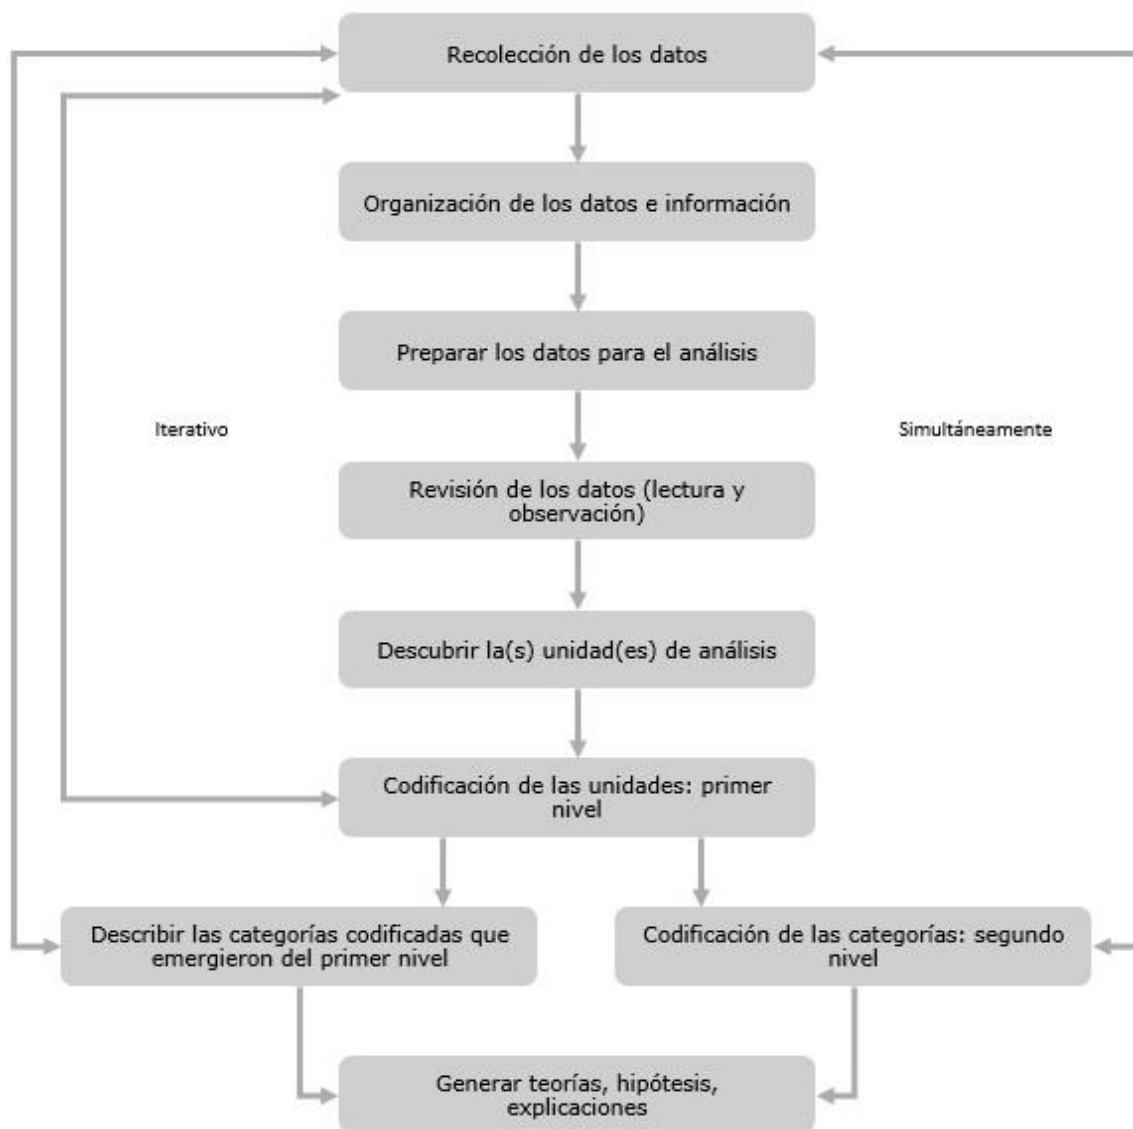 Recolección de los datos
Organización de los datos e información
Preparar los datos para el análisis
Iterativo
Simultáneamente
Revisión de los datos (lectura y
observación)
Descubrir la(s) unidad(es) de análisis
Codificación de las unidades: primer
nivel
Describir las categorías codificadas que
emergieron del primer nivel
Codificación de las categorías: segundo
nivel
Generar teorías, hipótesis,
explicaciones